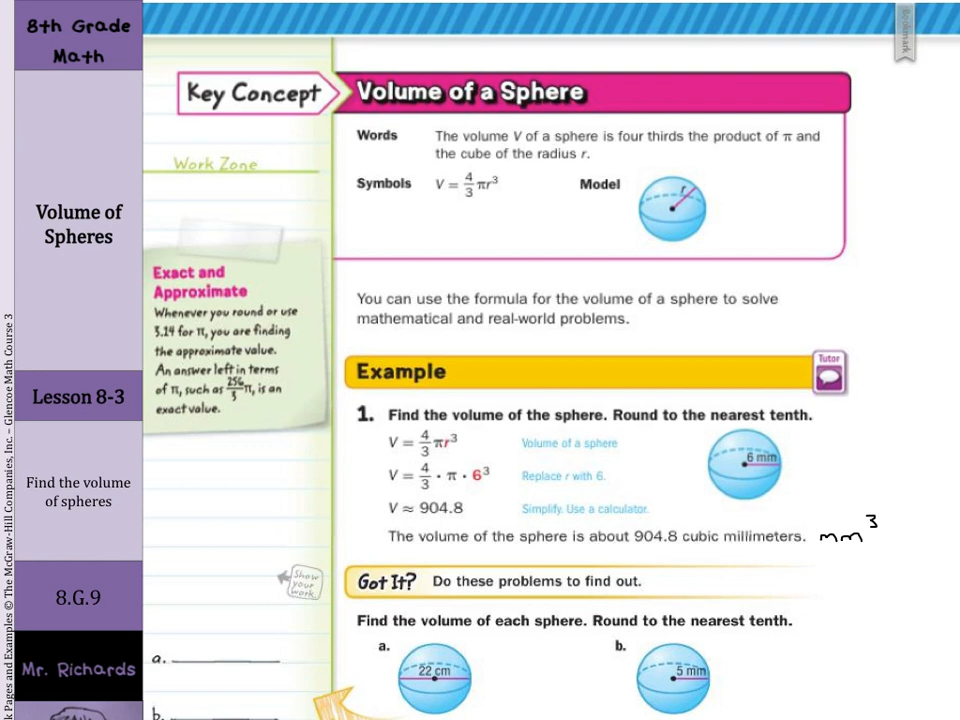 8th Grade
Math
Volume of
Spheres
Lesson 8-3
Find the volume
of spheres
8.G.9
Mr. Richards
k Pages and Examples © The McGraw-Hill Companies, Inc. – Glencoe Math Course 3
Bookmark
Key Concept
Volume of a Sphere
Work Zone
Words The volume V of a sphere is four thirds the product of π and
the cube of the radius r.
Symbols V = 4/3 πr³ Model r
Exact and
Approximate
Whenever you round or use
3.14 for π, you are finding
the approximate value.
An answer left in terms
of π, such as 256/3 π, is an
exact value.
You can use the formula for the volume of a sphere to solve
mathematical and real-world problems.
Example
Tutor
1. Find the volume of the sphere. Round to the nearest tenth.
V = 4/3 πr³ Volume of a sphere
6 mm
V = 4/3 · π · 6³ Replace r with 6.
V ≈ 904.8 Simplify. Use a calculator.
The volume of the sphere is about 904.8 cubic millimeters. mm³
Show
your
work.
Got It? Do these problems to find out.
Find the volume of each sphere. Round to the nearest tenth.
a. b.
22 cm 5 mm
a.
b.